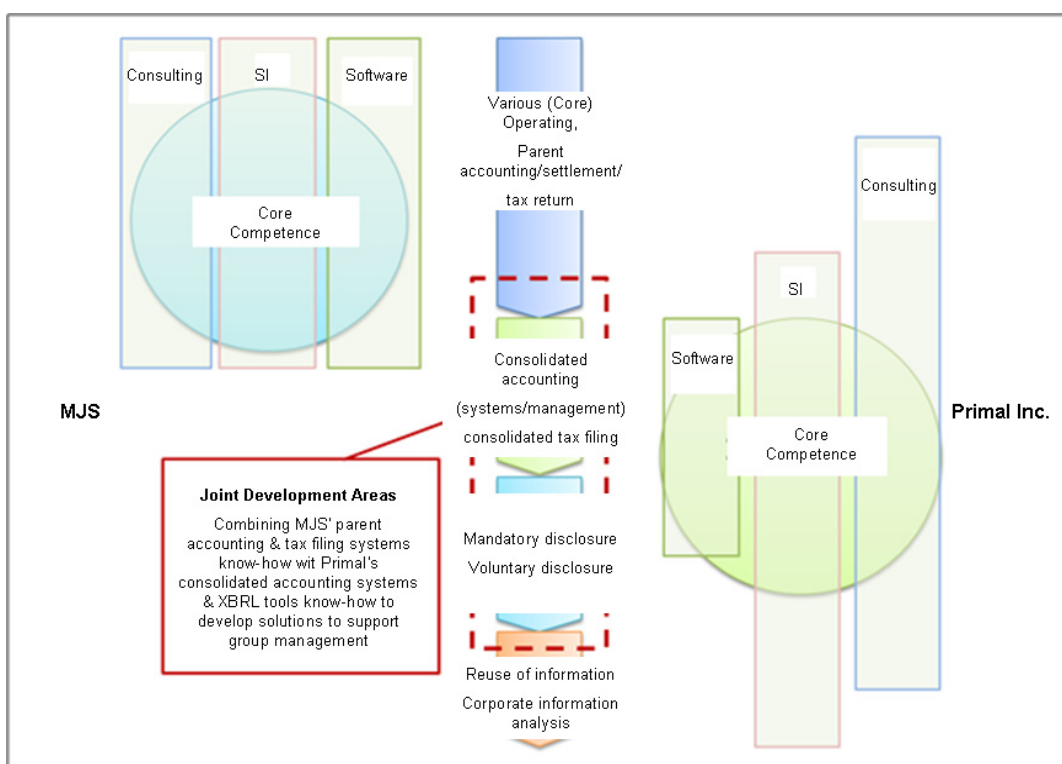 Consulting
SI
Software
Core
Competence
MJS
Joint Development Areas
Combining MJS' parent
accounting & tax filing systems
know-how wit Primal's
consolidated accounting systems
& XBRL tools know-how to
develop solutions to support
group management
Various (Core)
Operating,
Parent
accounting/settlement/
tax return
Consolidated
accounting
(systems/management)
consolidated tax filing
Mandatory disclosure
Voluntary disclosure
Reuse of information
Corporate information
analysis
Consulting
SI
Software
Core
Competence
Primal Inc.